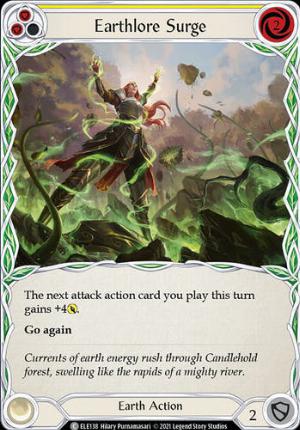 Earthlore Surge
2
The next attack action card you play this turn
gains +4.
Go again
Currents of earth energy rush through Candlehold
forest, swelling like the rapids of a mighty river.
Earth Action
2
C ELE138 Hilary Purnamasari © 2021 Legend Story Studios